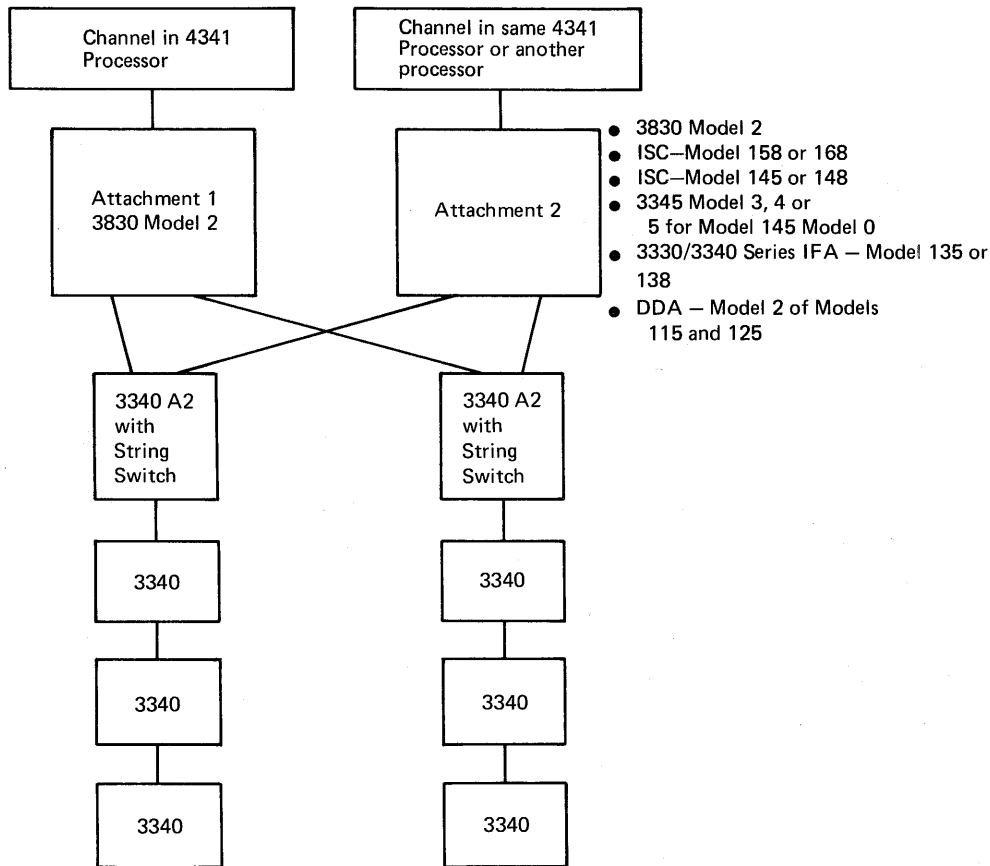 Channel in 4341
Processor
Channel in same 4341
Processor or another
processor
Attachment 1
3830 Model 2
Attachment 2
● 3830 Model 2
● ISC—Model 158 or 168
● ISC—Model 145 or 148
● 3345 Model 3, 4 or
5 for Model 145 Model 0
● 3330/3340 Series IFA — Model 135 or
138
● DDA — Model 2 of Models
115 and 125
3340 A2
with
String
Switch
3340 A2
with
String
Switch
3340
3340
3340
3340
3340
3340